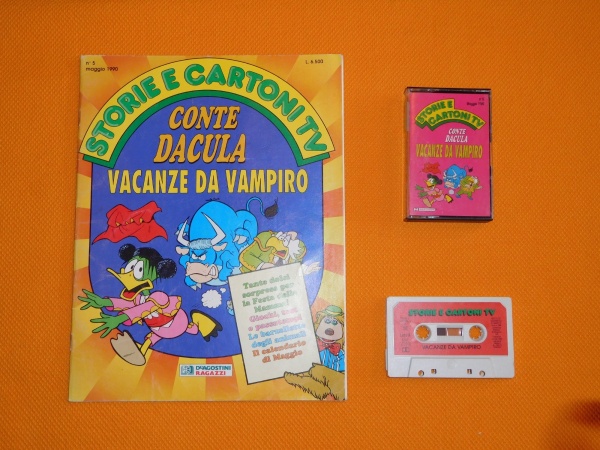 n° 5
maggio 1990
L. 6.500
STORIE E CARTONI TV
CONTE
DACULA
VACANZE DA VAMPIRO
Tante dolci
sorprese per
la Festa della
Mamma!
Giochi, test
e passatempi
Le barzellette
degli animali
Il calendario
di Maggio
DEAGOSTINI
RAGAZZI
STORIE E
CARTONI TV
CONTE
DACULA
VACANZE DA VAMPIRO
STORIE E CARTONI TV
VACANZE DA VAMPIRO